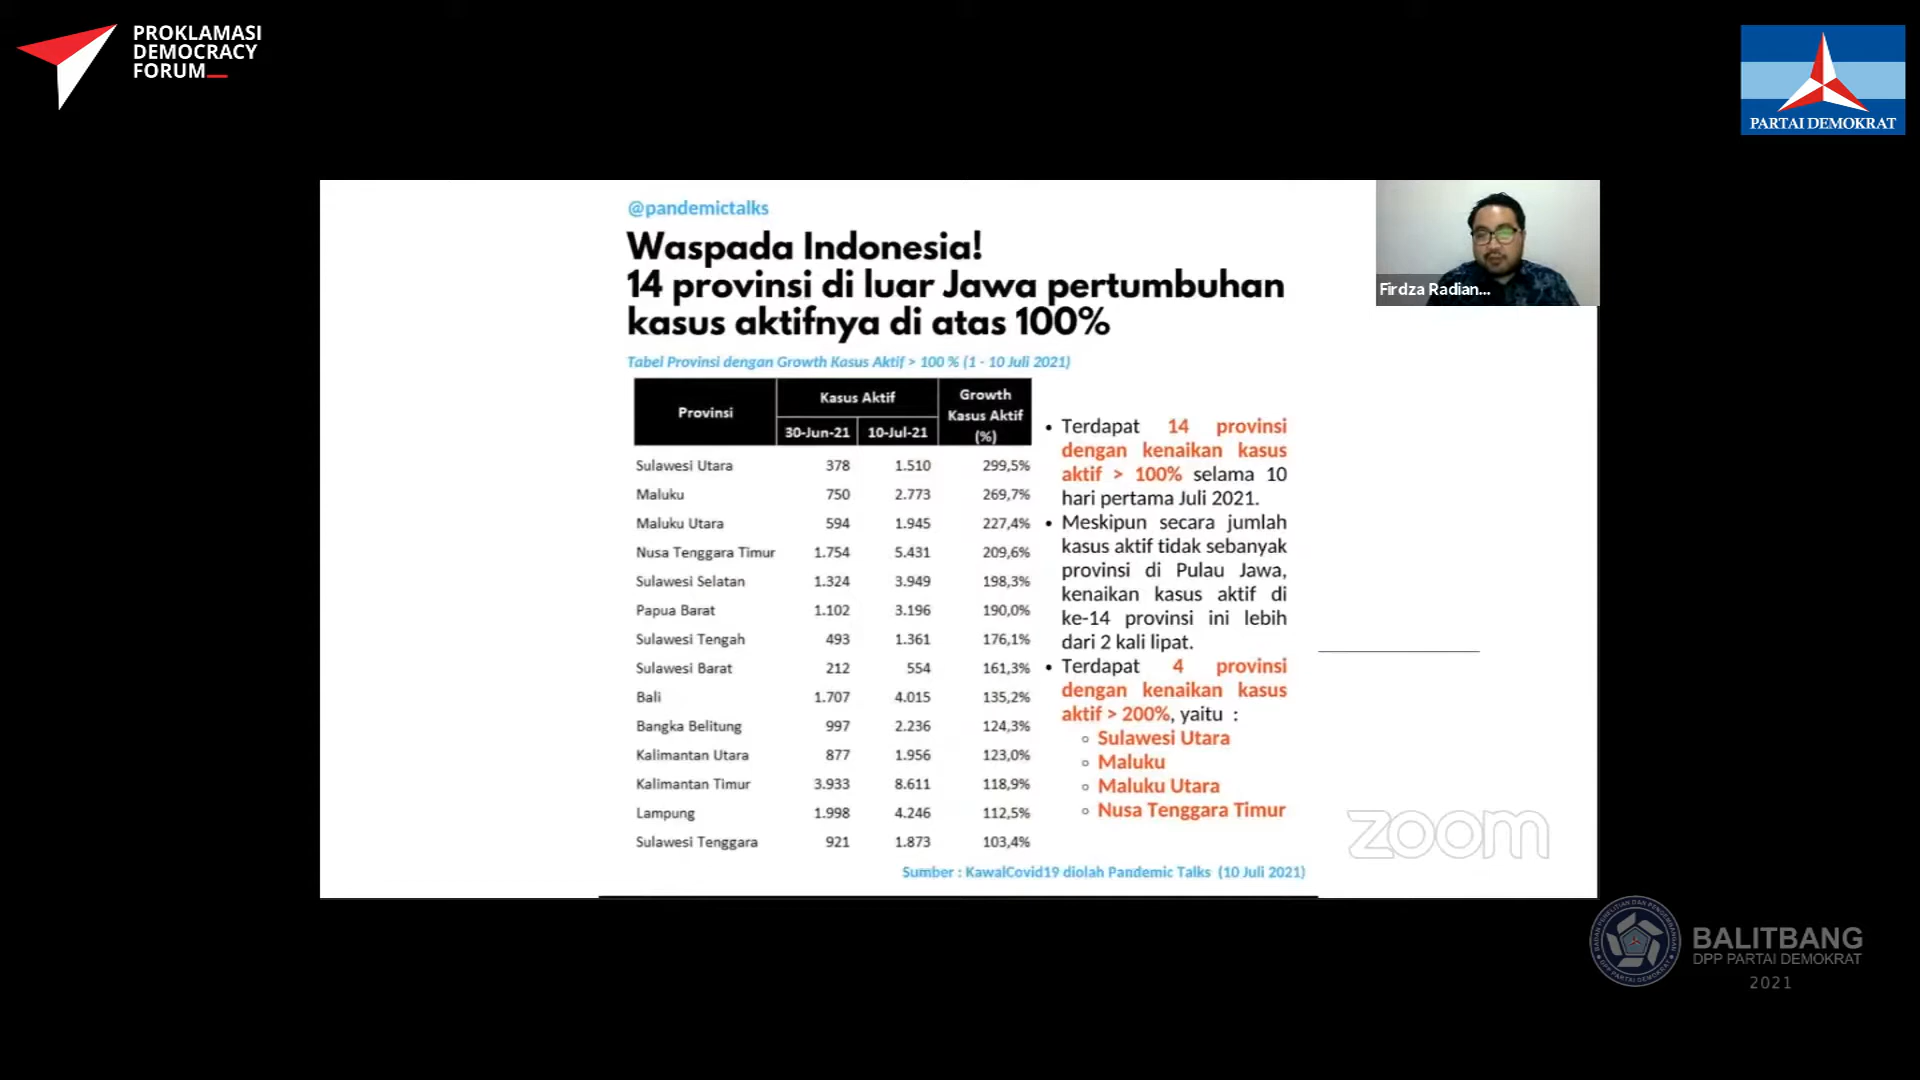 PROKLAMASI
DEMOCRACY
FORUM
PARTAI DEMOKRAT
@pandemictalks
Waspada Indonesia!
14 provinsi di luar Jawa pertumbuhan
kasus aktifnya di atas 100%
Firdza Radian...
Tabel Provinsi dengan Growth Kasus Aktif > 100 % (1 - 10 Juli 2021)
Provinsi Kasus Aktif Growth Kasus Aktif (%)
30-Jun-21 10-Jul-21
Sulawesi Utara 378 1.510 299,5%
Maluku 750 2.773 269,7%
Maluku Utara 594 1.945 227,4%
Nusa Tenggara Timur 1.754 5.431 209,6%
Sulawesi Selatan 1.324 3.949 198,3%
Papua Barat 1.102 3.196 190,0%
Sulawesi Tengah 493 1.361 176,1%
Sulawesi Barat 212 554 161,3%
Bali 1.707 4.015 135,2%
Bangka Belitung 997 2.236 124,3%
Kalimantan Utara 877 1.956 123,0%
Kalimantan Timur 3.933 8.611 118,9%
Lampung 1.998 4.246 112,5%
Sulawesi Tenggara 921 1.873 103,4%
• Terdapat 14 provinsi
dengan kenaikan kasus
aktif > 100% selama 10
hari pertama Juli 2021.
• Meskipun secara jumlah
kasus aktif tidak sebanyak
provinsi di Pulau Jawa,
kenaikan kasus aktif di
ke-14 provinsi ini lebih
dari 2 kali lipat.
• Terdapat 4 provinsi
dengan kenaikan kasus
aktif > 200%, yaitu :
Sulawesi Utara
Maluku
Maluku Utara
Nusa Tenggara Timur
Sumber : KawalCovid19 diolah Pandemic Talks (10 Juli 2021)
zoom
BADAN PENELITIAN DAN PENGEMBANGAN
DPP PARTAI DEMOKRAT
BALITBANG
DPP PARTAI DEMOKRAT
2021